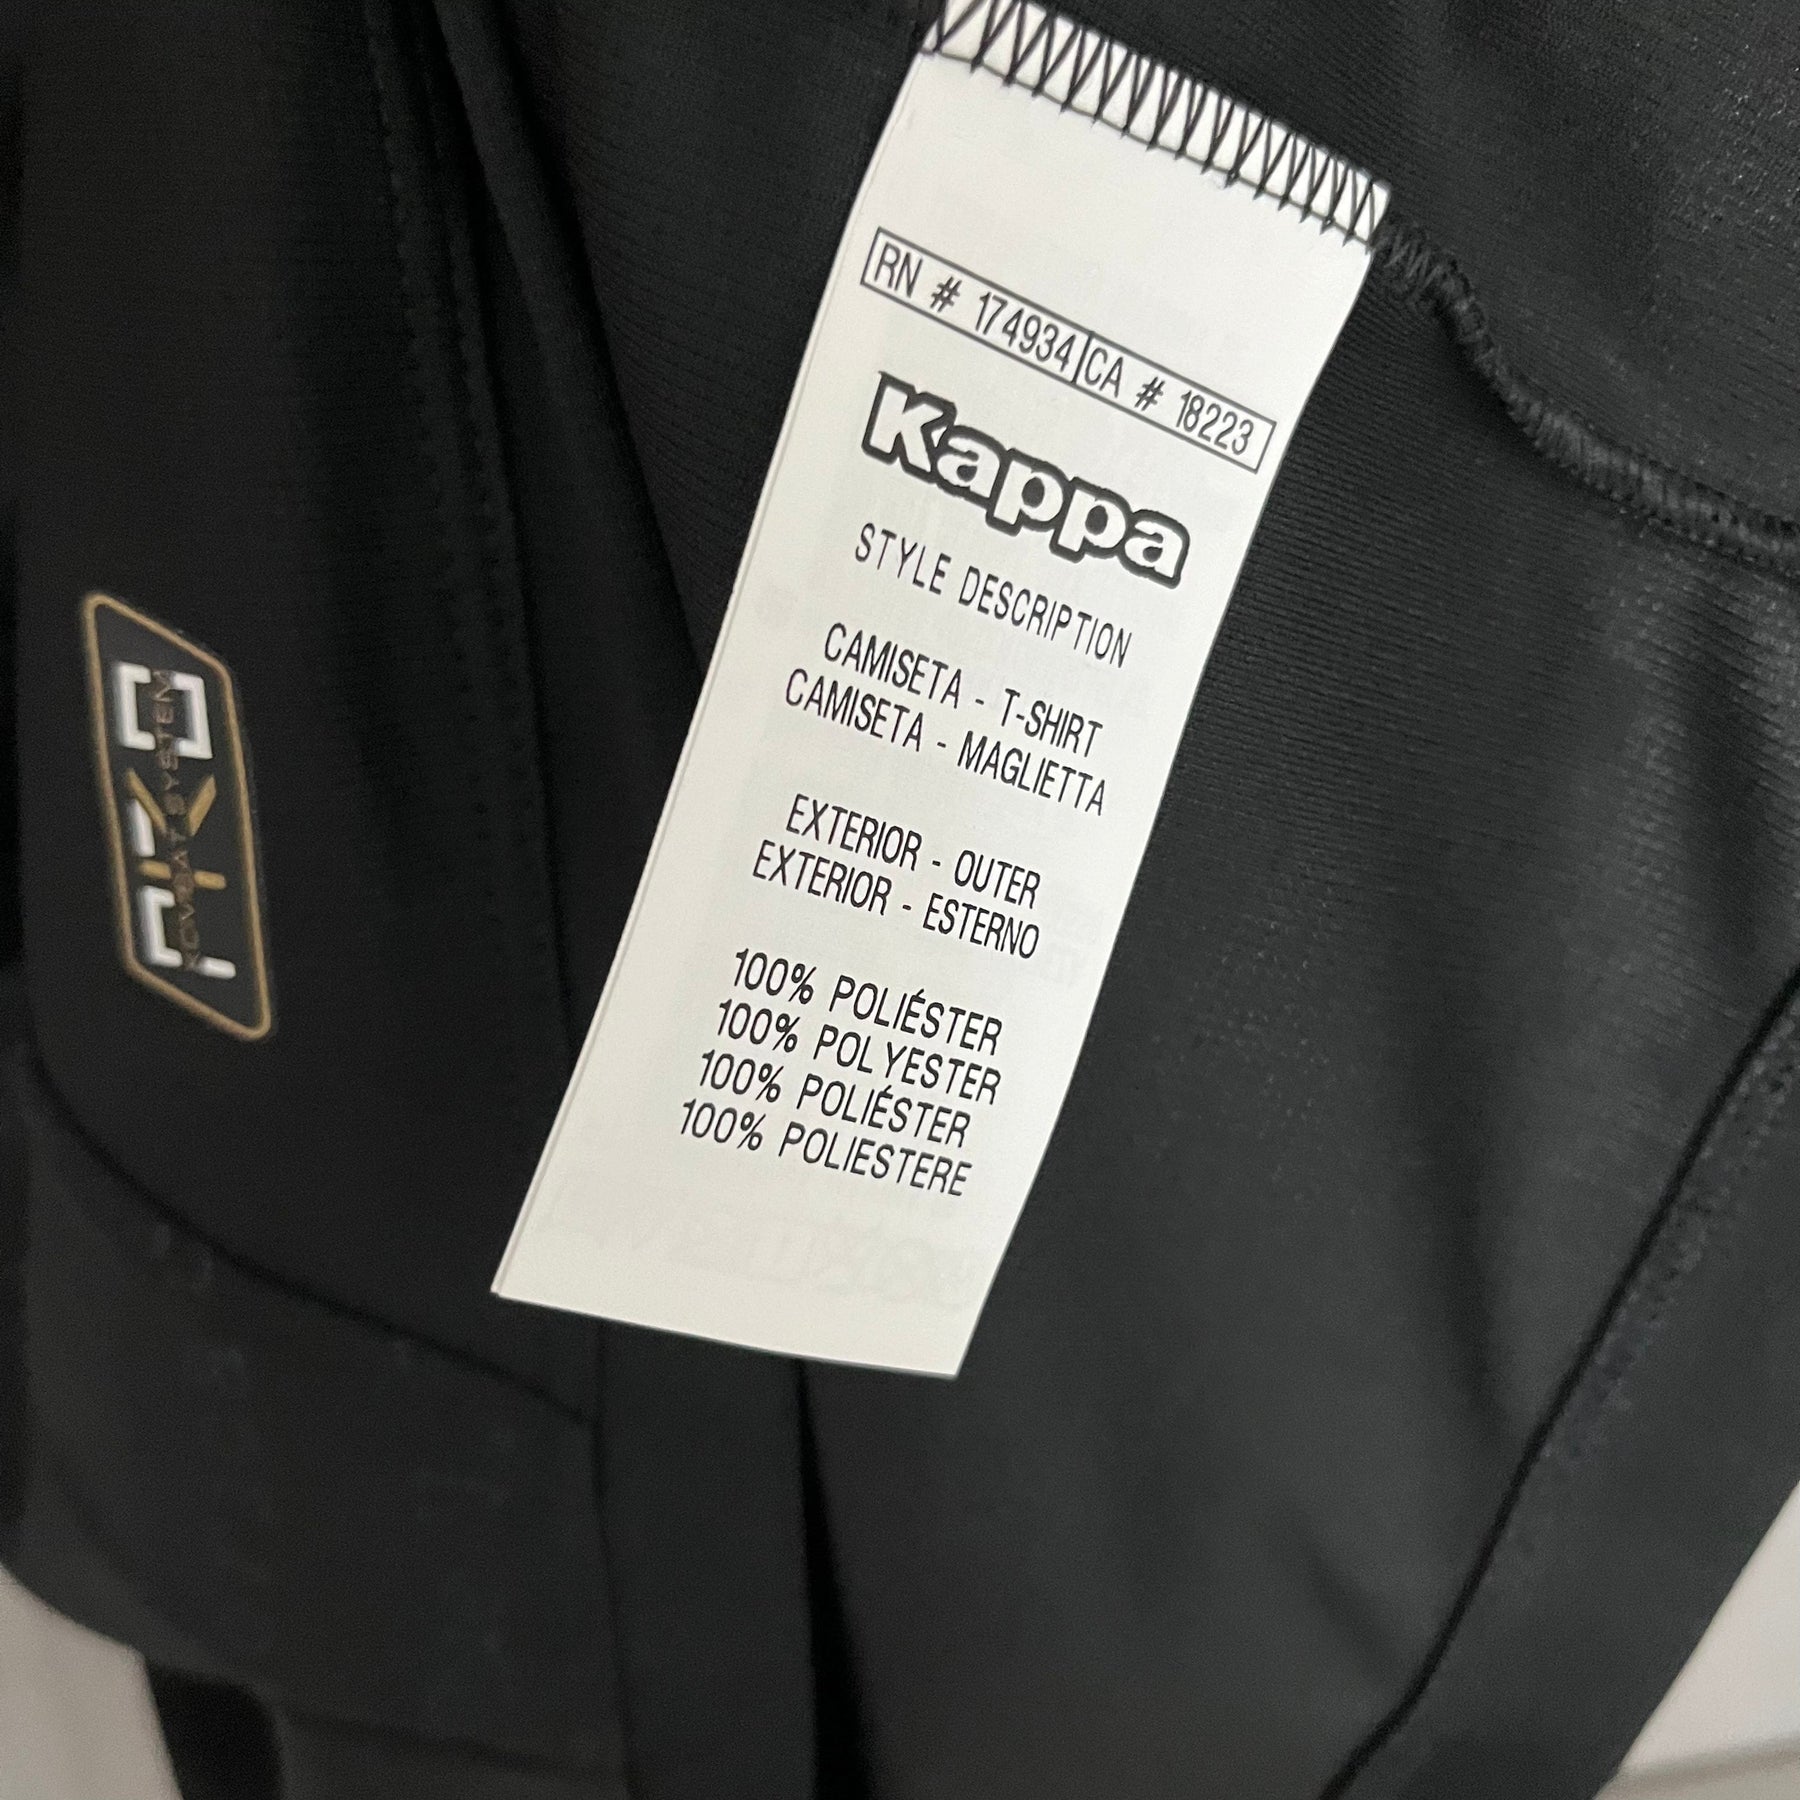 RN # 174934 CA # 18223
Kappa
STYLE DESCRIPTION
CAMISETA - T-SHIRT
CAMISETA - MAGLIETTA
EXTERIOR - OUTER
EXTERIOR - ESTERNO
100% POLIÉSTER
100% POLYESTER
100% POLIÉSTER
100% POLIESTERE
KOMBAT SYSTEM